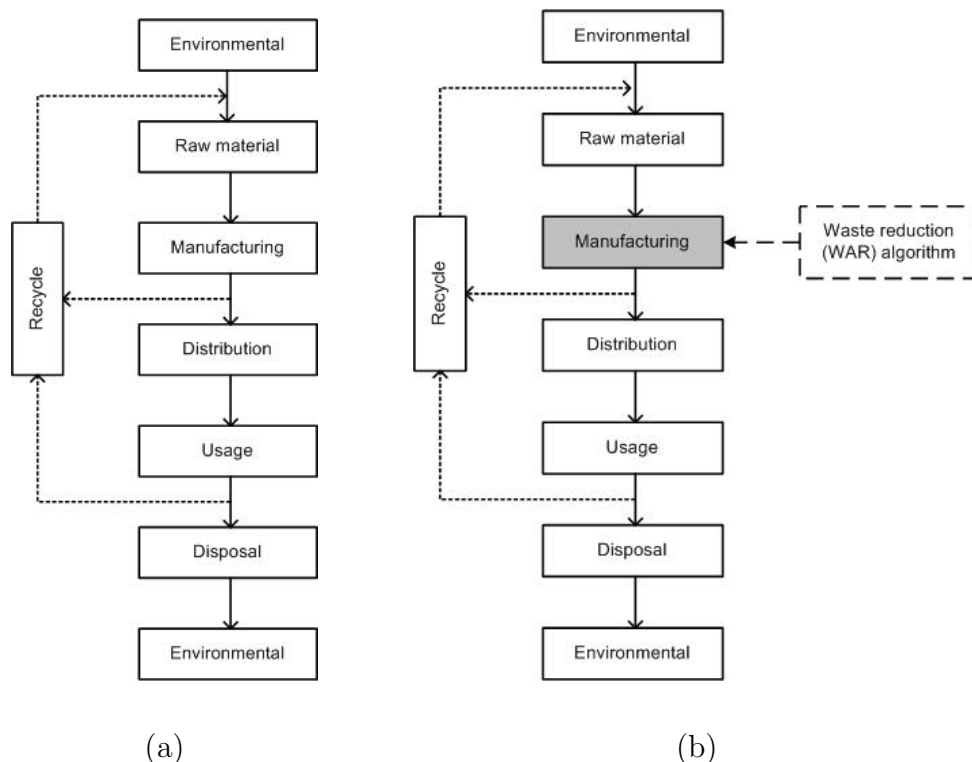 Environmental
Raw material
Manufacturing
Recycle
Distribution
Usage
Disposal
Environmental
(a)
Environmental
Raw material
Manufacturing
Waste reduction
(WAR) algorithm
Recycle
Distribution
Usage
Disposal
Environmental
(b)